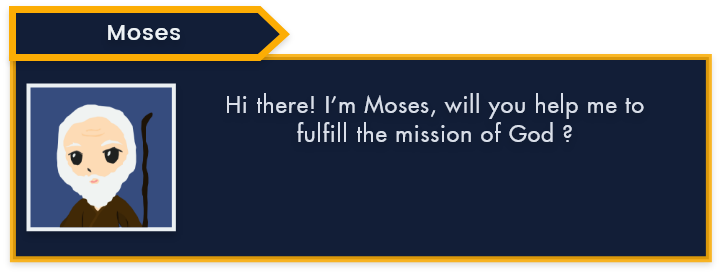 Moses
Hi there! I'm Moses, will you help me to
fulfill the mission of God ?